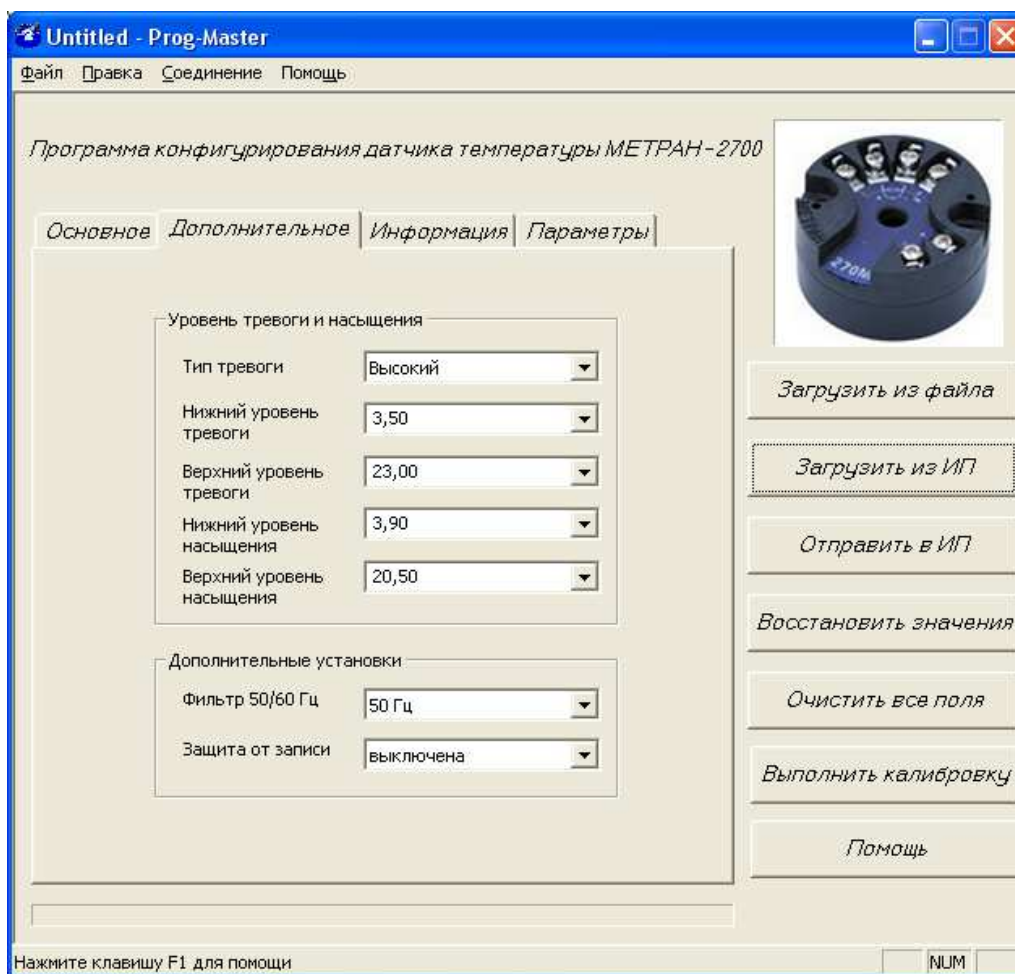 Untitled - Prog-Master
Файл Правка Соединение Помощь
Программа конфигурирования датчика температуры МЕТРАН-2700
270М
Основное Дополнительное Информация Параметры
Уровень тревоги и насыщения
Тип тревоги Высокий
Нижний уровень
тревоги
3,50
Верхний уровень
тревоги
23,00
Нижний уровень
насыщения
3,90
Верхний уровень
насыщения
20,50
Дополнительные установки
Фильтр 50/60 Гц 50 Гц
Защита от записи выключена
Загрузить из файла
Загрузить из ИП
Отправить в ИП
Восстановить значения
Очистить все поля
Выполнить калибровку
Помощь
Нажмите клавишу F1 для помощи NUM